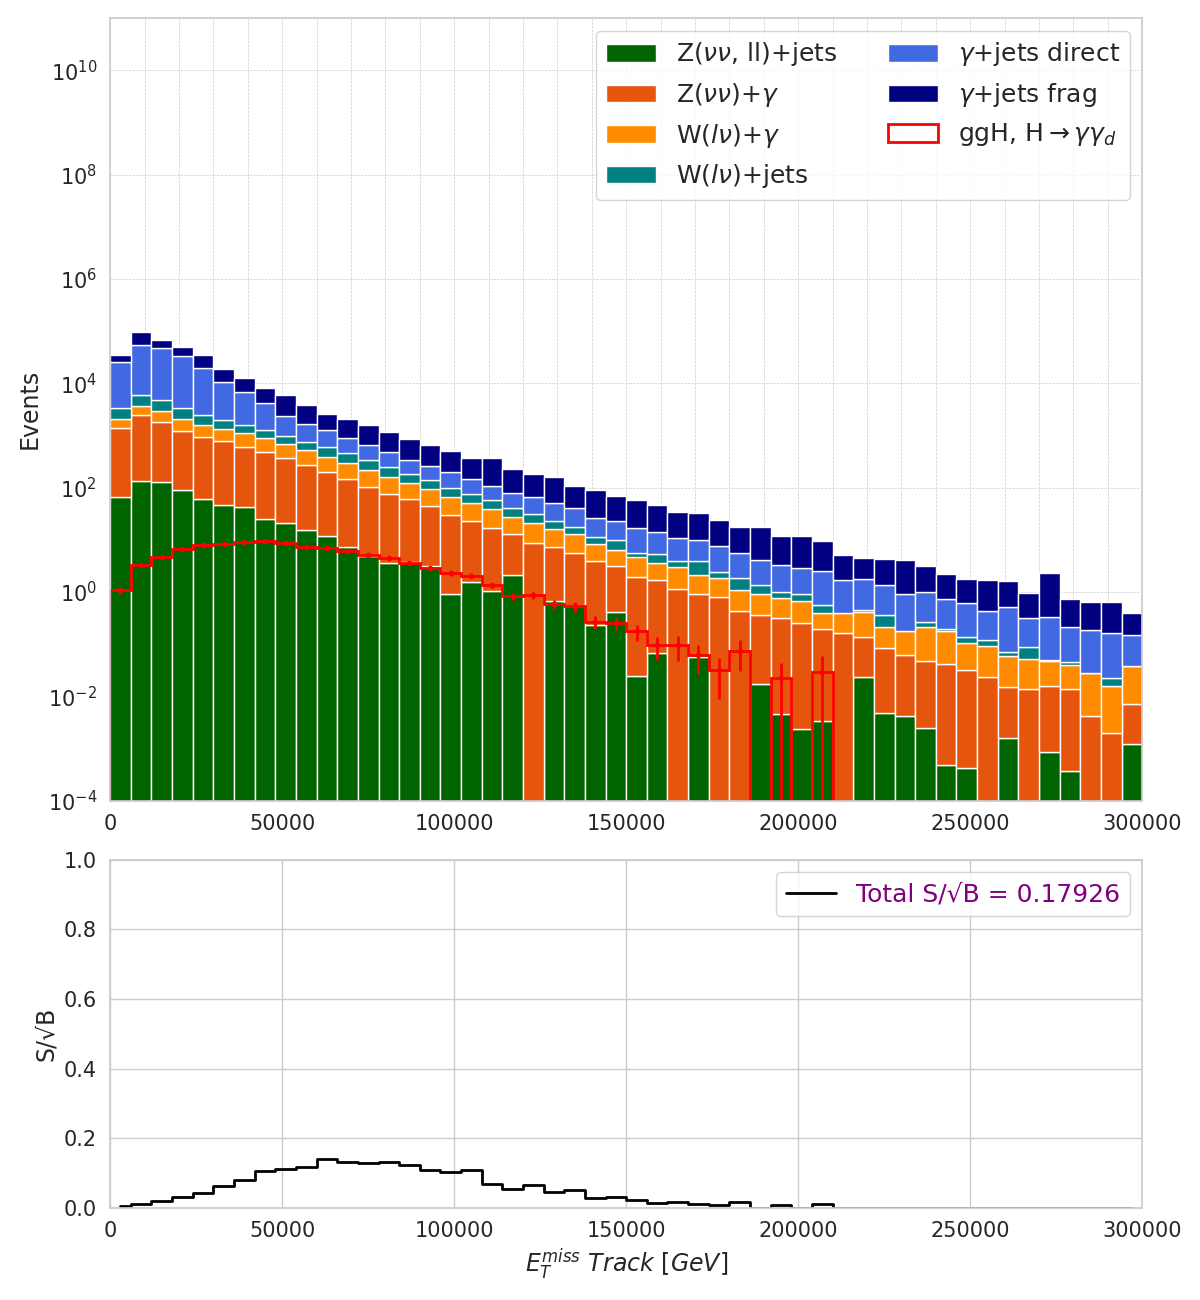 Z(νν, ll)+jets
Z(νν)+γ
W(lν)+γ
W(lν)+jets
γ+jets direct
γ+jets frag
ggH, H→γγ_d
Events
10^10
10^8
10^6
10^4
10^2
10^0
10^−2
10^−4
0 50000 100000 150000 200000 250000 300000
Total S/√B = 0.17926
S/√B
1.0
0.8
0.6
0.4
0.2
0.0
0 50000 100000 150000 200000 250000 300000
E_T^miss Track [GeV]